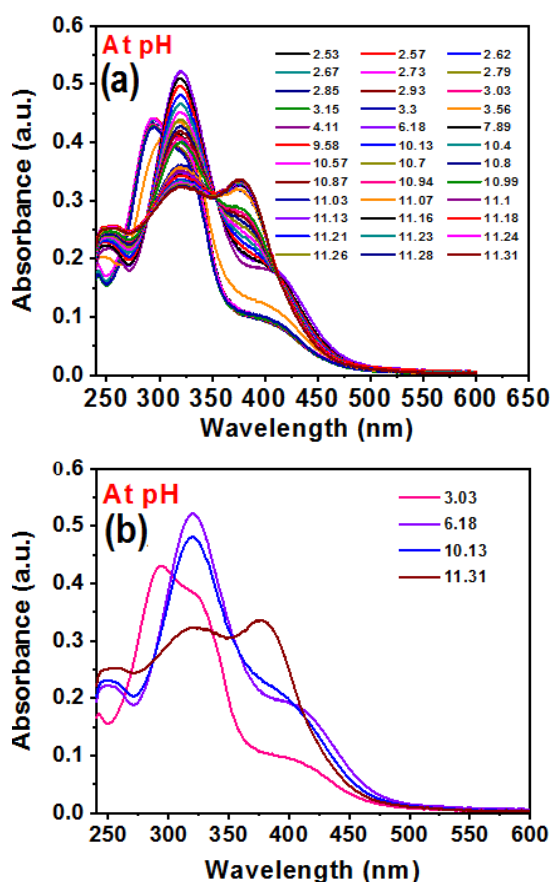 At pH
(a)
2.53 2.57 2.62
2.67 2.73 2.79
2.85 2.93 3.03
3.15 3.3 3.56
4.11 6.18 7.89
9.58 10.13 10.4
10.57 10.7 10.8
10.87 10.94 10.99
11.03 11.07 11.1
11.13 11.16 11.18
11.21 11.23 11.24
11.26 11.28 11.31
Absorbance (a.u.)
0.6
0.5
0.4
0.3
0.2
0.1
0.0
250 300 350 400 450 500 550 600 650
Wavelength (nm)
At pH
(b)
3.03
6.18
10.13
11.31
Absorbance (a.u.)
0.6
0.5
0.4
0.3
0.2
0.1
0.0
250 300 350 400 450 500 550 600
Wavelength (nm)